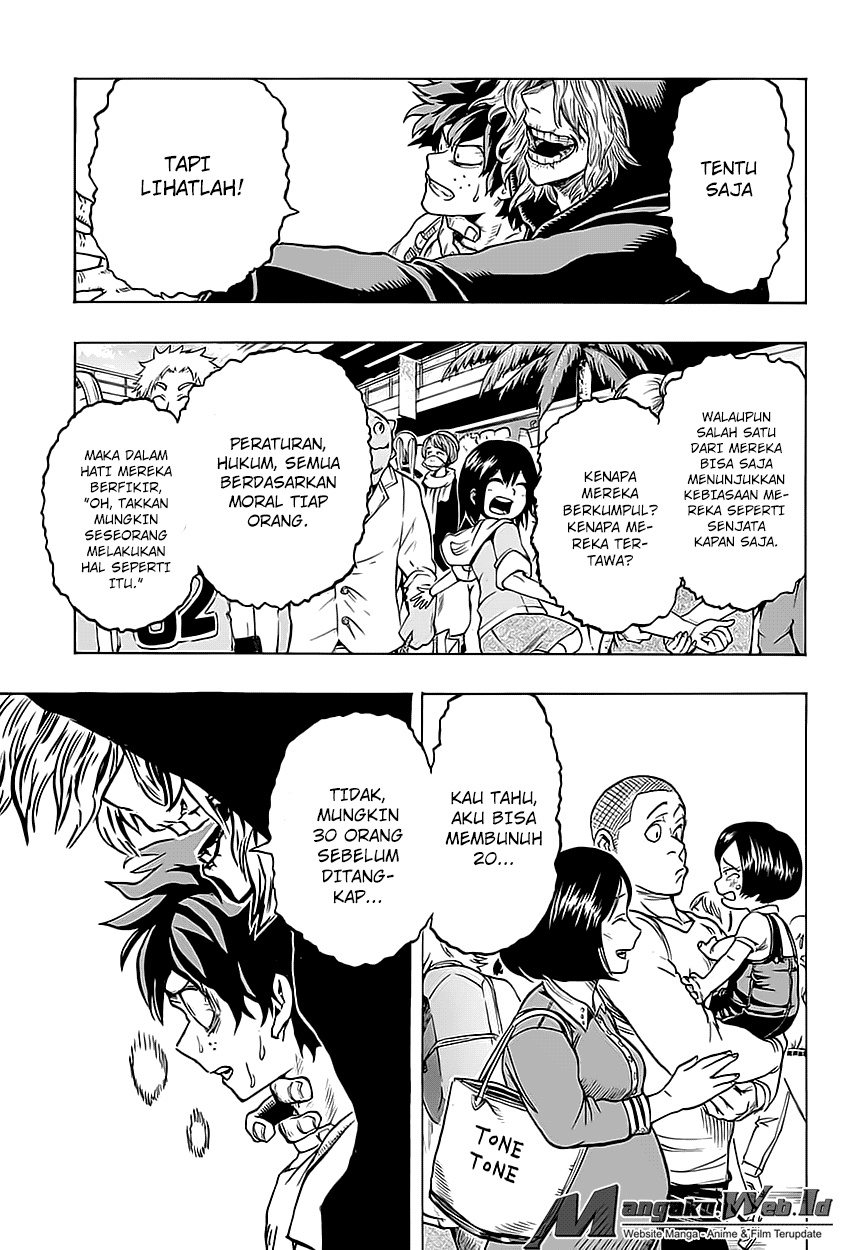 TENTU
SAJA
TAPI
LIHATLAH!
WALAUPUN
SALAH SATU
DARI MEREKA
BISA SAJA
MENUNJUKKAN
KEBIASAAN ME-
REKA SEPERTI
SENJATA
KAPAN SAJA.
KENAPA
MEREKA
BERKUMPUL?
KENAPA ME-
REKA TER-
TAWA?
PERATURAN,
HUKUM, SEMUA
BERDASARKAN
MORAL TIAP
ORANG.
MAKA DALAM
HATI MEREKA
BERFIKIR,
"OH, TAKKAN
MUNGKIN
SESEORANG
MELAKUKAN
HAL SEPERTI
ITU."
62
KAU TAHU,
AKU BISA
MEMBUNUH
20...
TIDAK,
MUNGKIN
30 ORANG
SEBELUM
DITANG-
KAP...
TONE
TONE
Mangaku.Web.Id
Website Manga - Anime & Film Terupdate